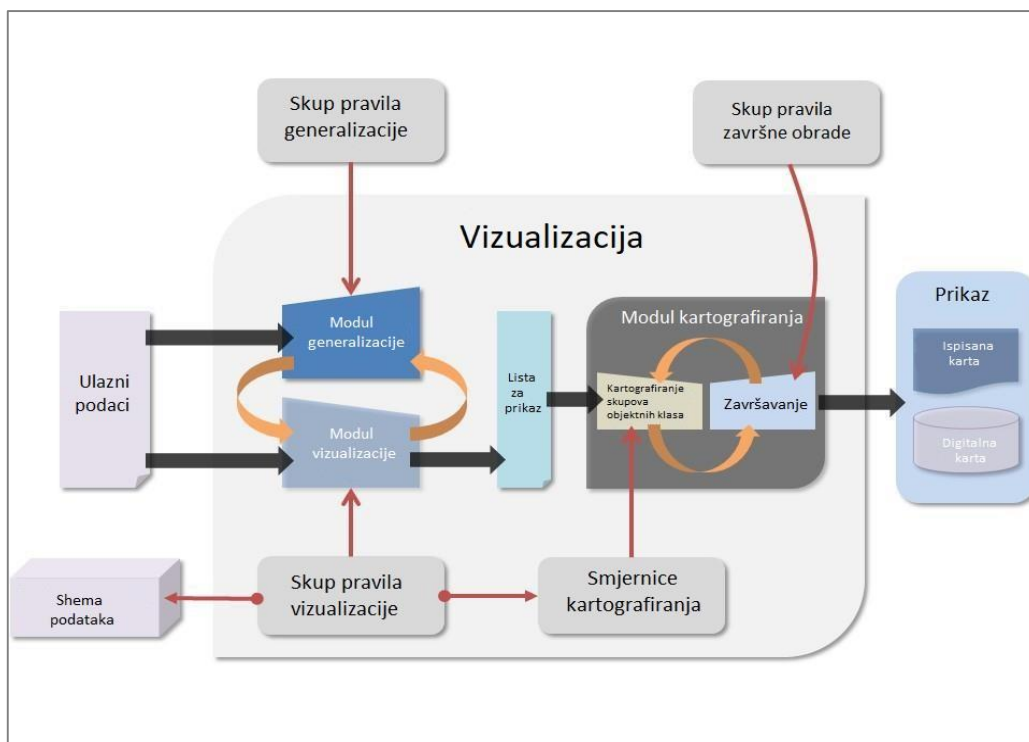 Skup pravila
generalizacije
Skup pravila
završne obrade
Vizualizacija
Modul
generalizacije
Ulazni
podaci
Modul
vizualizacije
Lista
za
prikaz
Modul kartografiranja
Kartografiranje
skupova
objektnih klasa
Završavanje
Prikaz
Ispisana
karta
Digitalna
karta
Shema
podataka
Skup pravila
vizualizacije
Smjernice
kartografiranja